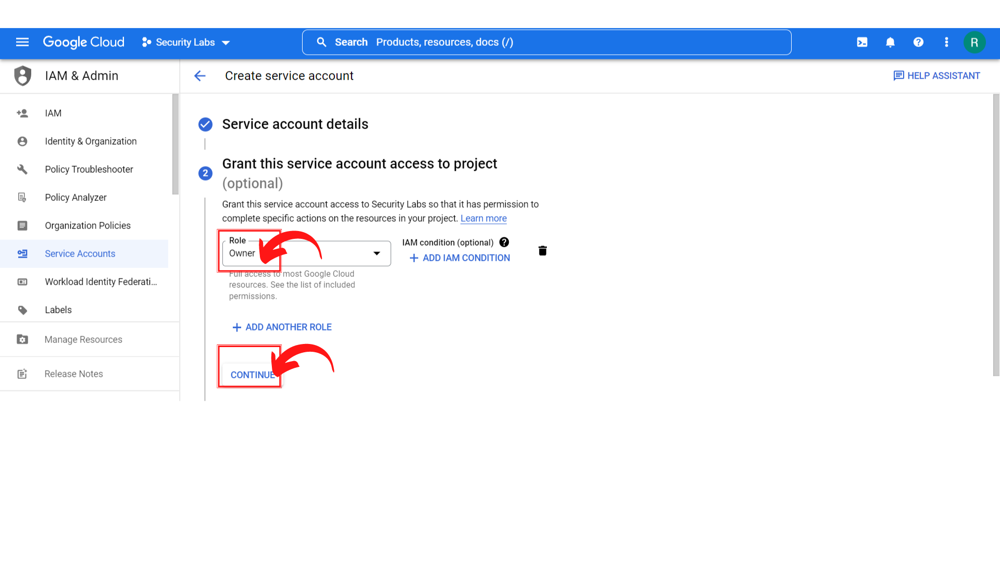 Google Cloud
Security Labs
Search Products, resources, docs (/)
R
IAM & Admin
Create service account
HELP ASSISTANT
IAM
Identity & Organization
Policy Troubleshooter
Policy Analyzer
Organization Policies
Service Accounts
Workload Identity Federati...
Labels
Manage Resources
Release Notes
Service account details
2
Grant this service account access to project
(optional)
Grant this service account access to Security Labs so that it has permission to
complete specific actions on the resources in your project. Learn more
Role
Owner
IAM condition (optional)
ADD IAM CONDITION
Full access to most Google Cloud
resources. See the list of included
permissions.
ADD ANOTHER ROLE
CONTINUE